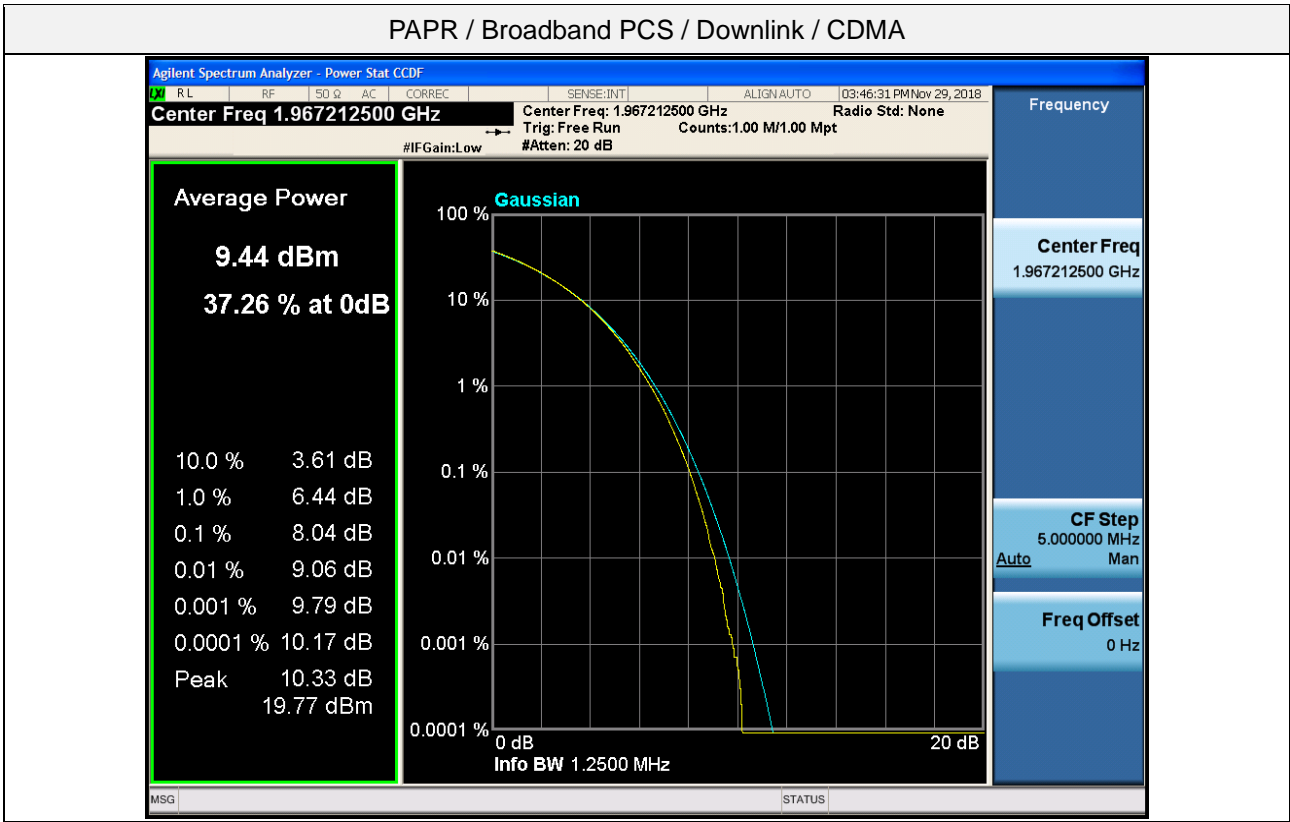 PAPR / Broadband PCS / Downlink / CDMA
Agilent Spectrum Analyzer - Power Stat CCDF
LXI RL RF 50 Ω AC CORREC SENSE:INT ALIGN AUTO 03:46:31 PM Nov 29, 2018
Center Freq 1.967212500 GHz
Center Freq: 1.967212500 GHz Radio Std: None
Trig: Free Run Counts:1.00 M/1.00 Mpt
#IFGain:Low #Atten: 20 dB
Frequency
Average Power
9.44 dBm
37.26 % at 0dB
10.0 % 3.61 dB
1.0 % 6.44 dB
0.1 % 8.04 dB
0.01 % 9.06 dB
0.001 % 9.79 dB
0.0001 % 10.17 dB
Peak 10.33 dB
19.77 dBm
Gaussian
100 %
10 %
1 %
0.1 %
0.01 %
0.001 %
0.0001 %
0 dB 20 dB
Info BW 1.2500 MHz
Center Freq
1.967212500 GHz
CF Step
5.000000 MHz
Auto Man
Freq Offset
0 Hz
MSG STATUS